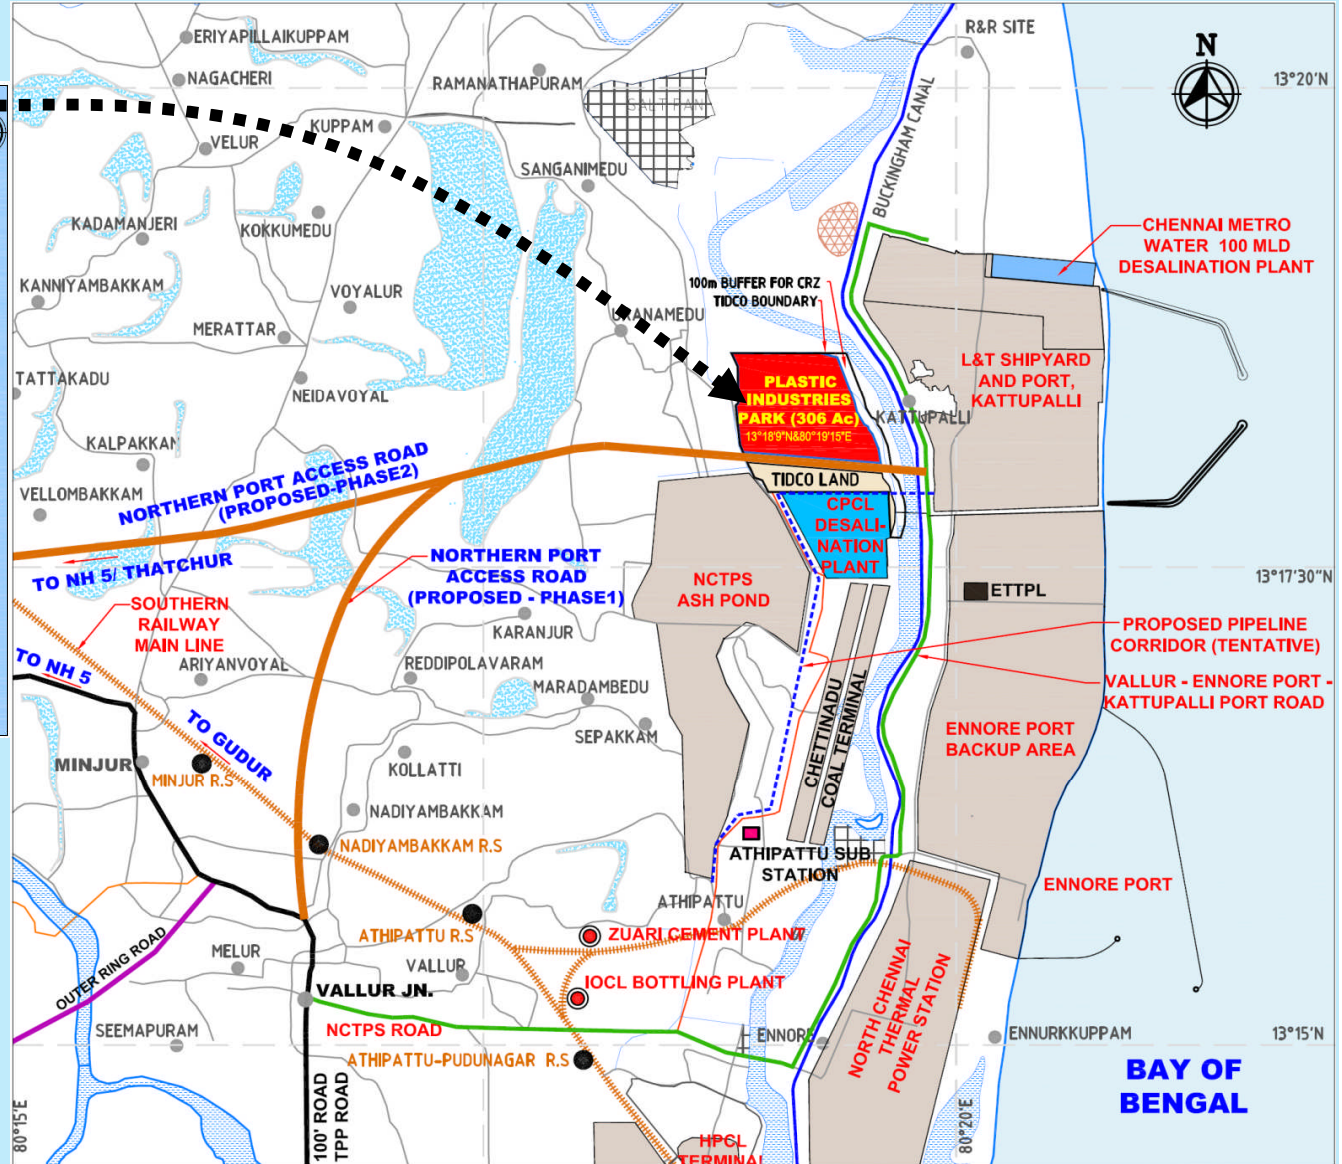 R&R SITE
ERIYAPILLAIKUPPAM
N
NAGACHERI
RAMANATHAPURAM
13°20'N
SALT PAN
BUCKINGHAM CANAL
KUPPAM
VELUR
SANGANIMEDU
KADAMANJERI
KOKKUMEDU
CHENNAI METRO
WATER 100 MLD
DESALINATION PLANT
KANNIYAMBAKKAM
VOYALUR
100m BUFFER FOR CRZ
TIDCO BOUNDARY
URANAMEDU
MERATTAR
L&T SHIPYARD
AND PORT,
KATTUPALLI
TATTAKADU
NEIDAVOYAL
PLASTIC
INDUSTRIES
PARK (306 Ac)
13°18'9"N&80°19'15"E
KATTUPALLI
KALPAKKAN
NORTHERN PORT ACCESS ROAD
(PROPOSED-PHASE2)
TIDCO LAND
VELLOMBAKKAM
CPCL
DESALI-
NATION
PLANT
TO NH 5/ THATCHUR
NORTHERN PORT
ACCESS ROAD
(PROPOSED - PHASE1)
NCTPS
ASH POND
13°17'30"N
ETTPL
SOUTHERN
RAILWAY
MAIN LINE
KARANJUR
PROPOSED PIPELINE
CORRIDOR (TENTATIVE)
TO NH 5
ARIYANVOYAL
REDDIPOLAVARAM
MARADAMBEDU
VALLUR - ENNORE PORT -
KATTUPALLI PORT ROAD
TO GUDUR
SEPAKKAM
CHETTINADU
COAL TERMINAL
ENNORE PORT
BACKUP AREA
MINJUR
MINJUR R.S
KOLLATTI
NADIYAMBAKKAM
NADIYAMBAKKAM R.S
ATHIPATTU SUB
STATION
ENNORE PORT
ATHIPATTU
ATHIPATTU R.S
ZUARI CEMENT PLANT
OUTER RING ROAD
MELUR
VALLUR
IOCL BOTTLING PLANT
VALLUR JN.
NORTH CHENNAI
THERMAL
POWER STATION
SEEMAPURAM
NCTPS ROAD
ENNORE
ENNURKKUPPAM
13°15'N
ATHIPATTU-PUDUNAGAR R.S
BAY OF
BENGAL
80°15'E
100' ROAD
TPP ROAD
HPCL
TERMINAL
80°20'E